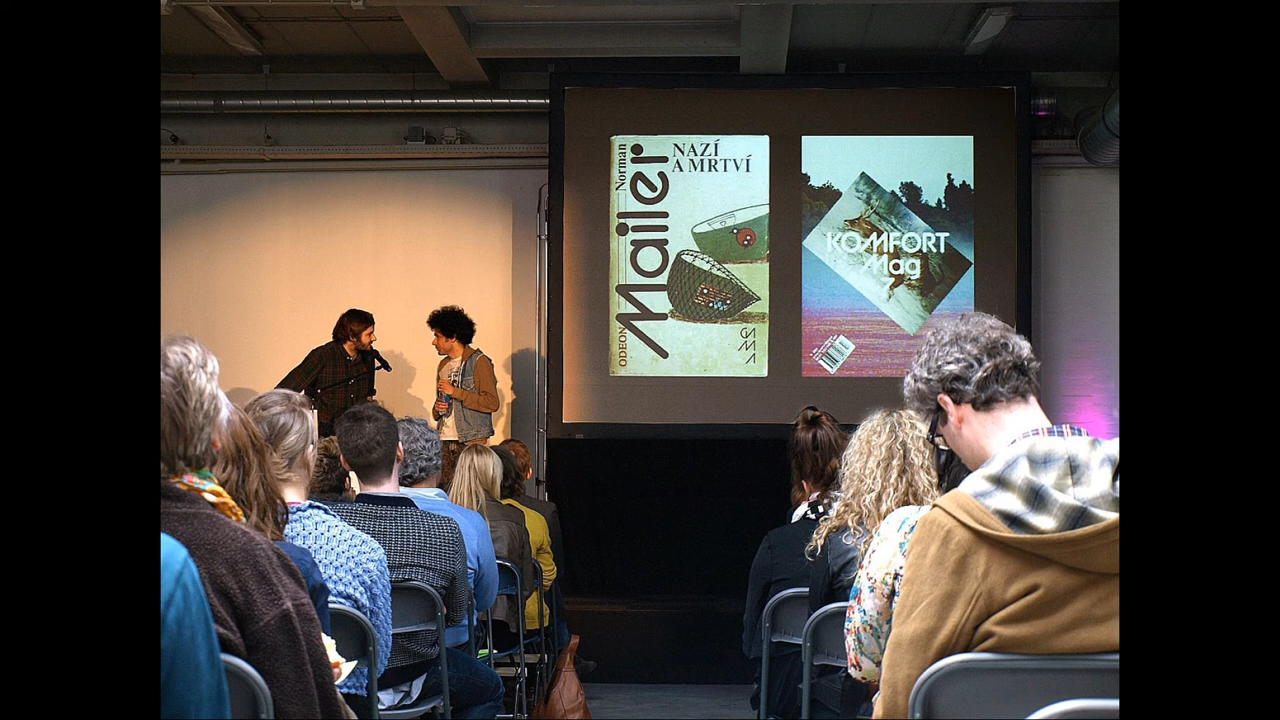 Norman
Mailer
NAZÍ
A MRTVÍ
ODEON
GAMA
KOMFORT
Mag